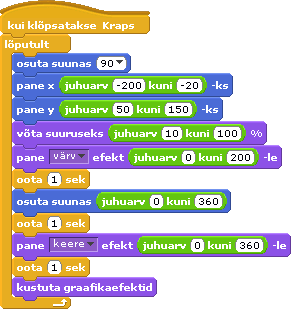 kui klõpsatakse Kraps
lõputult
osuta suunas 90
pane x juhuarv -200 kuni -20 -ks
pane y juhuarv 50 kuni 150 -ks
võta suuruseks juhuarv 10 kuni 100 %
pane värv efekt juhuarv 0 kuni 200 -le
oota 1 sek
osuta suunas juhuarv 0 kuni 360
oota 1 sek
pane keere efekt juhuarv 0 kuni 360 -le
oota 1 sek
kustuta graafikaefektid